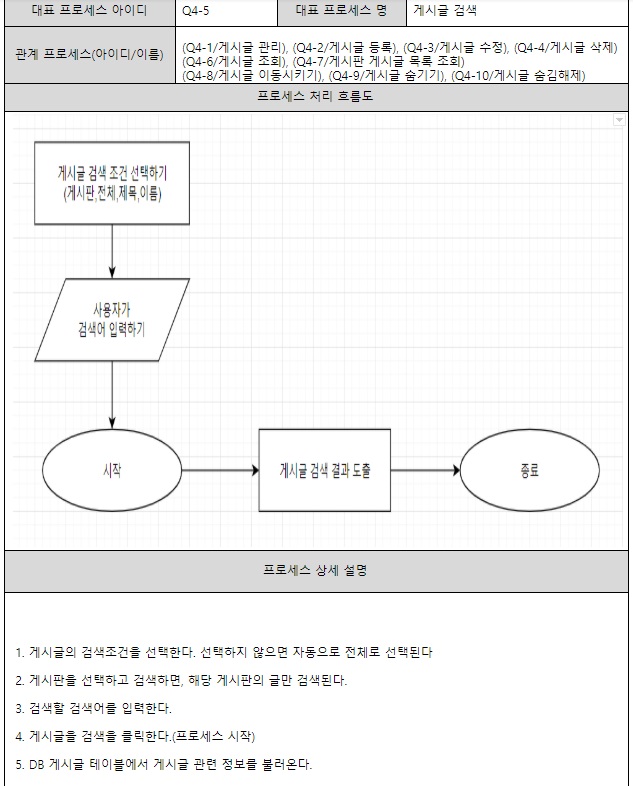 대표 프로세스 아이디 Q4-5 대표 프로세스 명 게시글 검색
관계 프로세스(아이디/이름)
(Q4-1/게시글 관리), (Q4-2/게시글 등록), (Q4-3/게시글 수정), (Q4-4/게시글 삭제)
(Q4-6/게시글 조회), (Q4-7/게시판 게시글 목록 조회)
(Q4-8/게시글 이동시키기), (Q4-9/게시글 숨기기), (Q4-10/게시글 숨김해제)
프로세스 처리 흐름도
게시글 검색 조건 선택하기
(게시판,전체,제목,이름)
사용자가
검색어 입력하기
시작
게시글 검색 결과 도출
종료
프로세스 상세 설명
1. 게시글의 검색조건을 선택한다. 선택하지 않으면 자동으로 전체로 선택된다
2. 게시판을 선택하고 검색하면, 해당 게시판의 글만 검색된다.
3. 검색할 검색어를 입력한다.
4. 게시글을 검색을 클릭한다.(프로세스 시작)
5. DB 게시글 테이블에서 게시글 관련 정보를 불러온다.